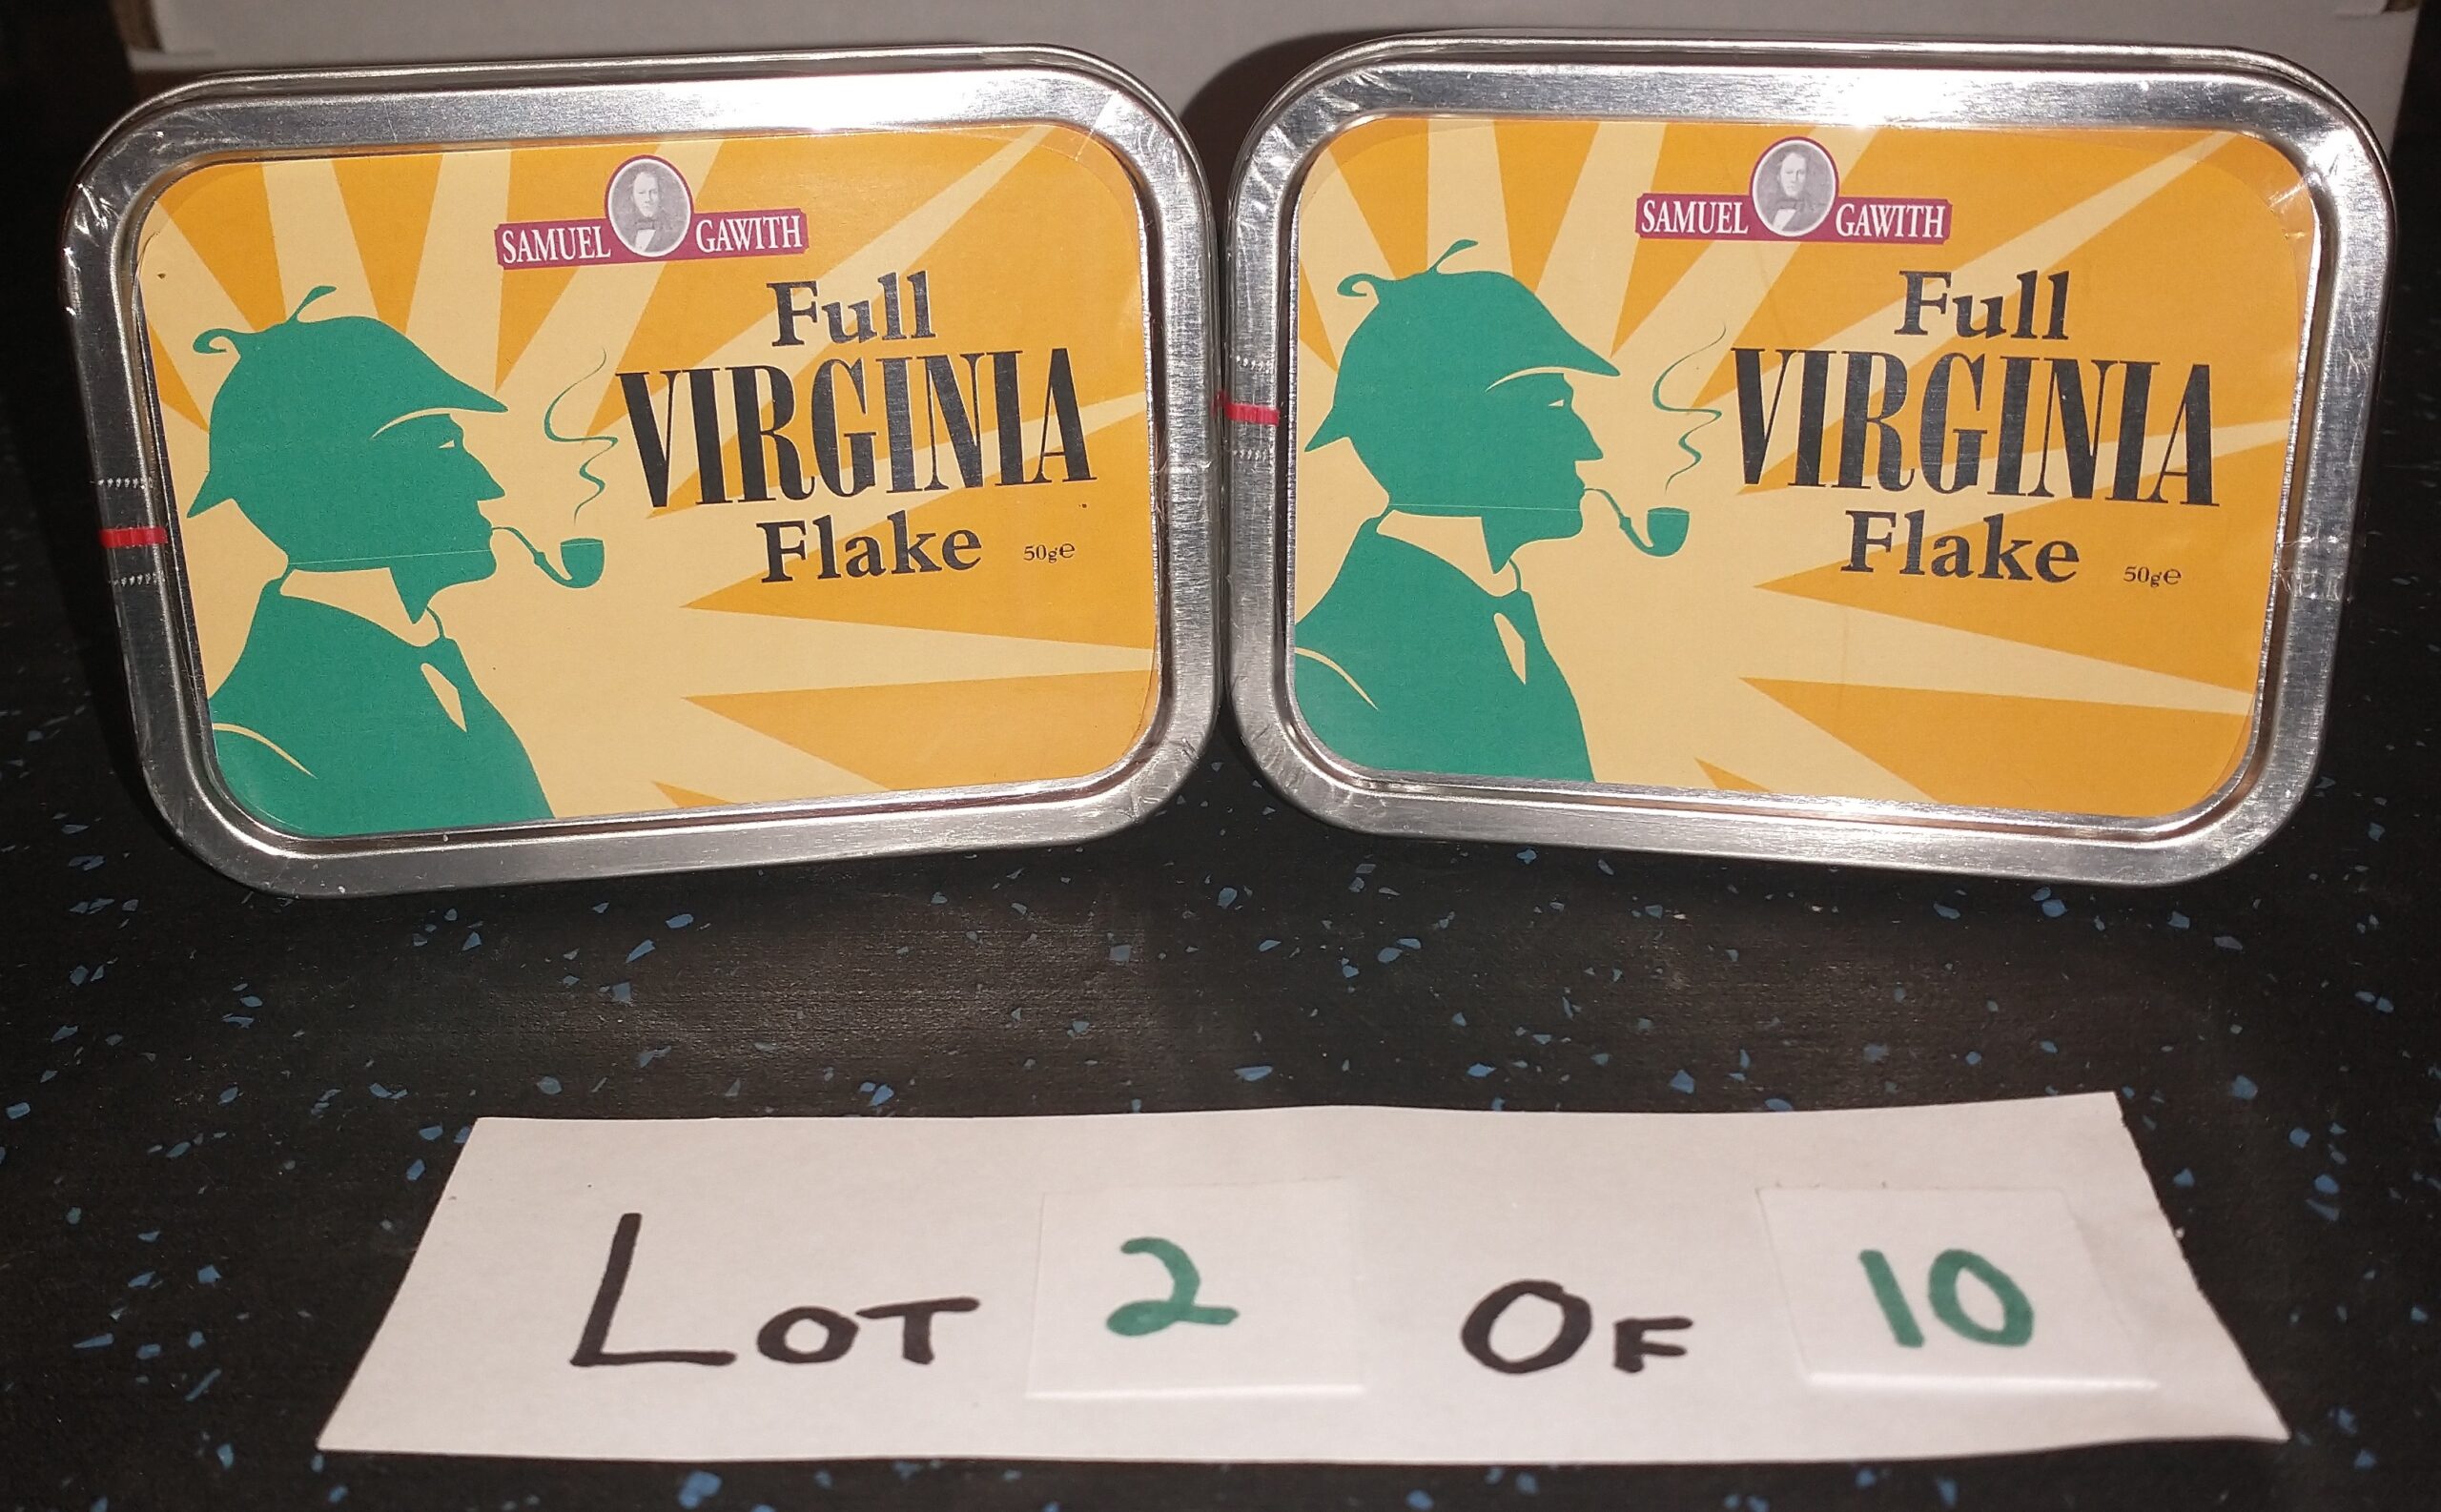 SAMUEL GAWITH
Full
VIRGINIA
Flake 50g℮
SAMUEL GAWITH
Full
VIRGINIA
Flake 50g℮
LOT 2 OF 10